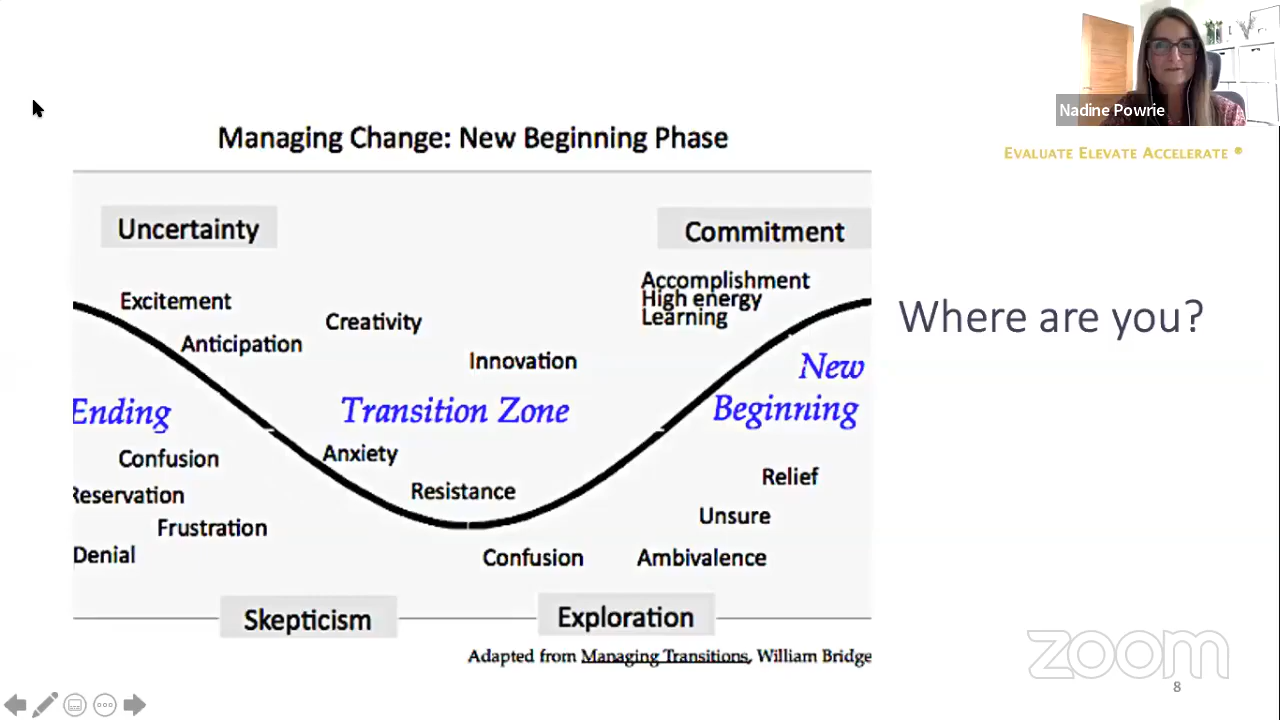 Nadine Powrie
EVALUATE ELEVATE ACCELERATE ®
Managing Change: New Beginning Phase
Uncertainty
Commitment
Excitement
Anticipation
Creativity
Innovation
Accomplishment
High energy
Learning
Where are you?
Ending
Transition Zone
New
Beginning
Confusion
Reservation
Frustration
Denial
Anxiety
Resistance
Confusion
Relief
Unsure
Ambivalence
Skepticism
Exploration
Adapted from Managing Transitions, William Bridge
zoom
8